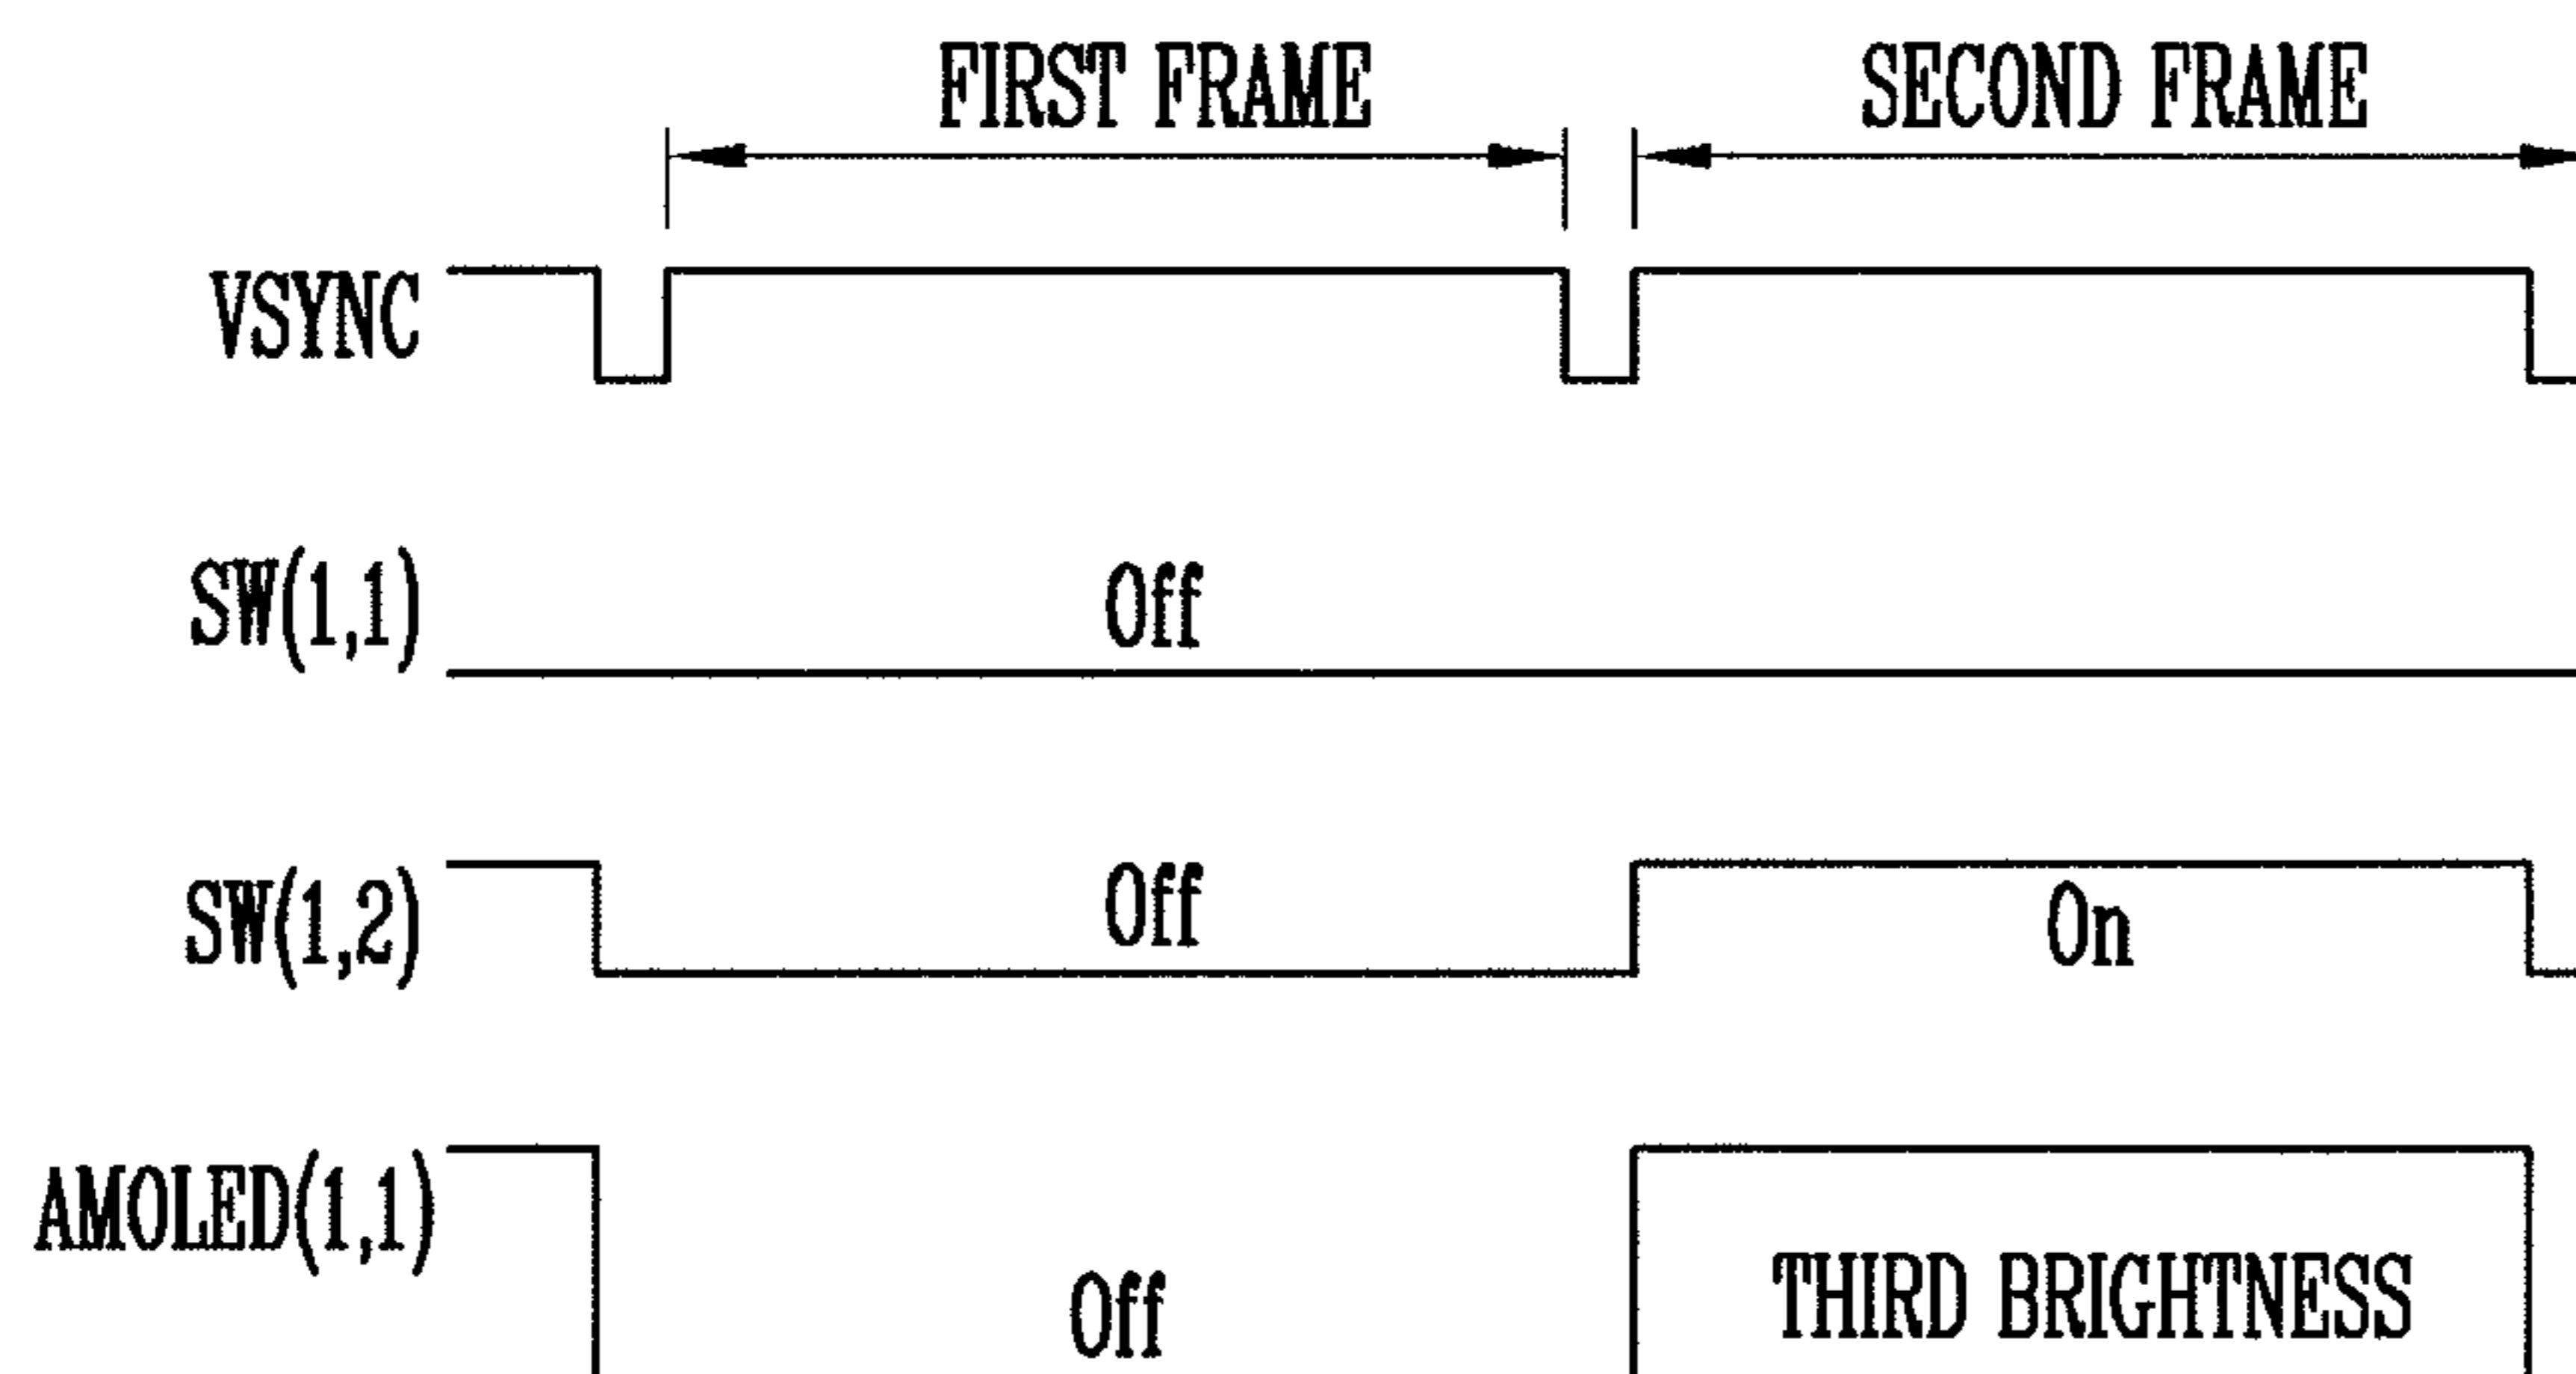 FIRST FRAME SECOND FRAME
VSYNC
SW(1,1) Off
SW(1,2) Off On
AMOLED(1,1)
Off THIRD BRIGHTNESS